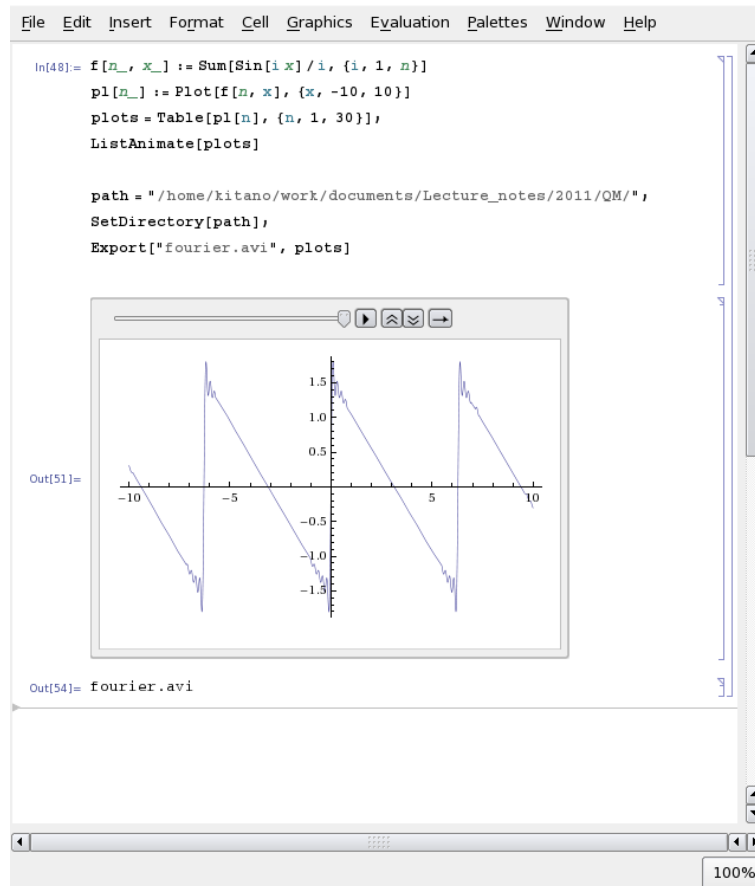 File Edit Insert Format Cell Graphics Evaluation Palettes Window Help
In[48]:= f[n_, x_] := Sum[Sin[i x] / i, {i, 1, n}]
pl[n_] := Plot[f[n, x], {x, -10, 10}]
plots = Table[pl[n], {n, 1, 30}];
ListAnimate[plots]
path = "/home/kitano/work/documents/Lecture_notes/2011/QM/";
SetDirectory[path];
Export["fourier.avi", plots]
1.5
1.0
0.5
Out[51]=
-10 -5 5 10
-0.5
-1.0
-1.5
Out[54]= fourier.avi
100%